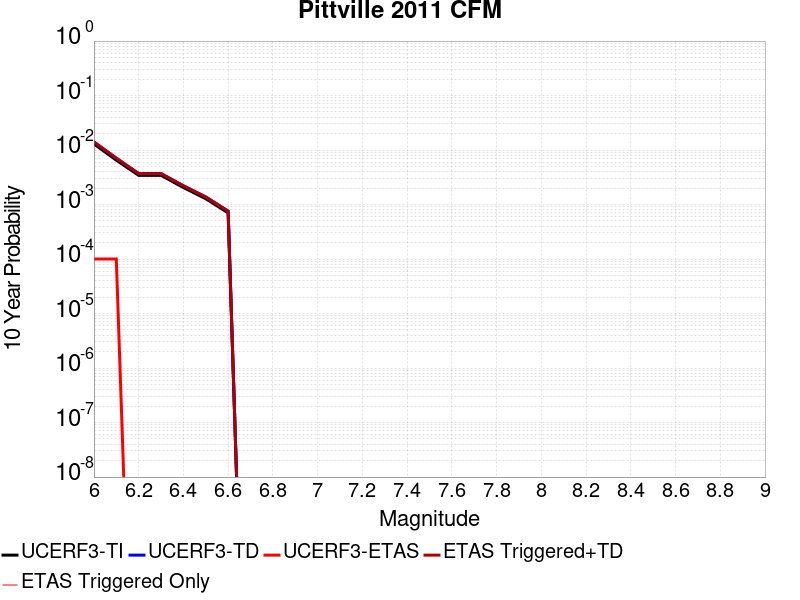 Pittville 2011 CFM
10^0
10^-1
10^-2
10^-3
10^-4
10^-5
10^-6
10^-7
10^-8
10 Year Probability
6 6.2 6.4 6.6 6.8 7 7.2 7.4 7.6 7.8 8 8.2 8.4 8.6 8.8 9
Magnitude
UCERF3-TI UCERF3-TD UCERF3-ETAS ETAS Triggered+TD
ETAS Triggered Only